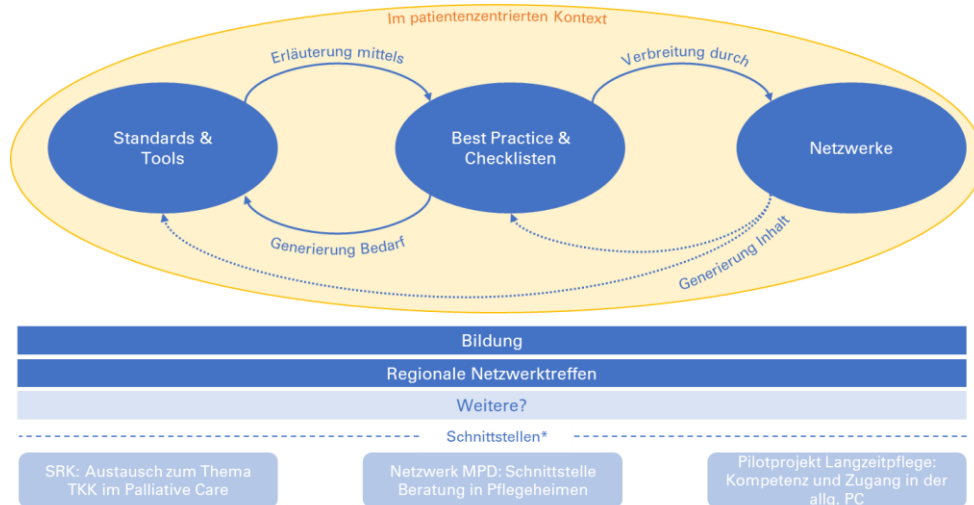 Im patientenzentrierten Kontext
Erläuterung mittels
Verbreitung durch
Standards &
Tools
Best Practice &
Checklisten
Netzwerke
Generierung Bedarf
Generierung Inhalt
Bildung
Regionale Netzwerktreffen
Weitere?
Schnittstellen*
SRK: Austausch zum Thema
TKK im Palliative Care
Netzwerk MPD: Schnittstelle
Beratung in Pflegeheimen
Pilotprojekt Langzeitpflege:
Kompetenz und Zugang in der
allg. PC